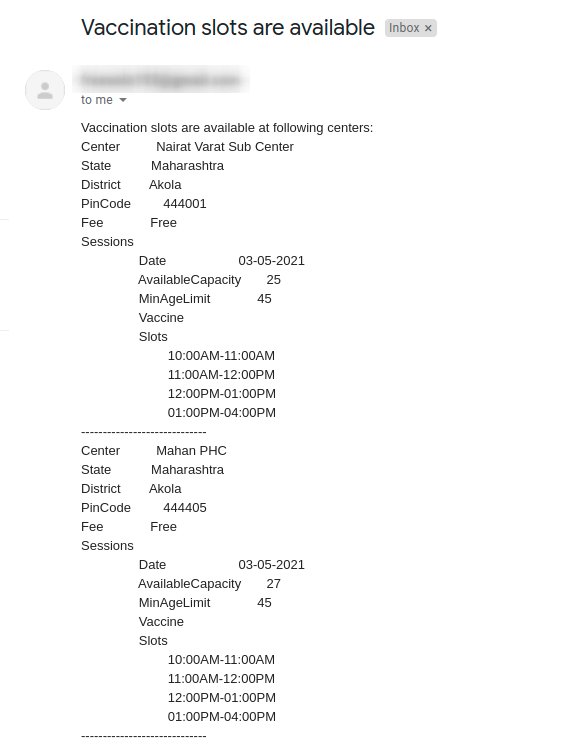 Vaccination slots are available Inbox ×
to me
Vaccination slots are available at following centers:
Center Nairat Varat Sub Center
State Maharashtra
District Akola
PinCode 444001
Fee Free
Sessions
Date 03-05-2021
AvailableCapacity 25
MinAgeLimit 45
Vaccine
Slots
10:00AM-11:00AM
11:00AM-12:00PM
12:00PM-01:00PM
01:00PM-04:00PM
----------------------------
Center Mahan PHC
State Maharashtra
District Akola
PinCode 444405
Fee Free
Sessions
Date 03-05-2021
AvailableCapacity 27
MinAgeLimit 45
Vaccine
Slots
10:00AM-11:00AM
11:00AM-12:00PM
12:00PM-01:00PM
01:00PM-04:00PM
----------------------------